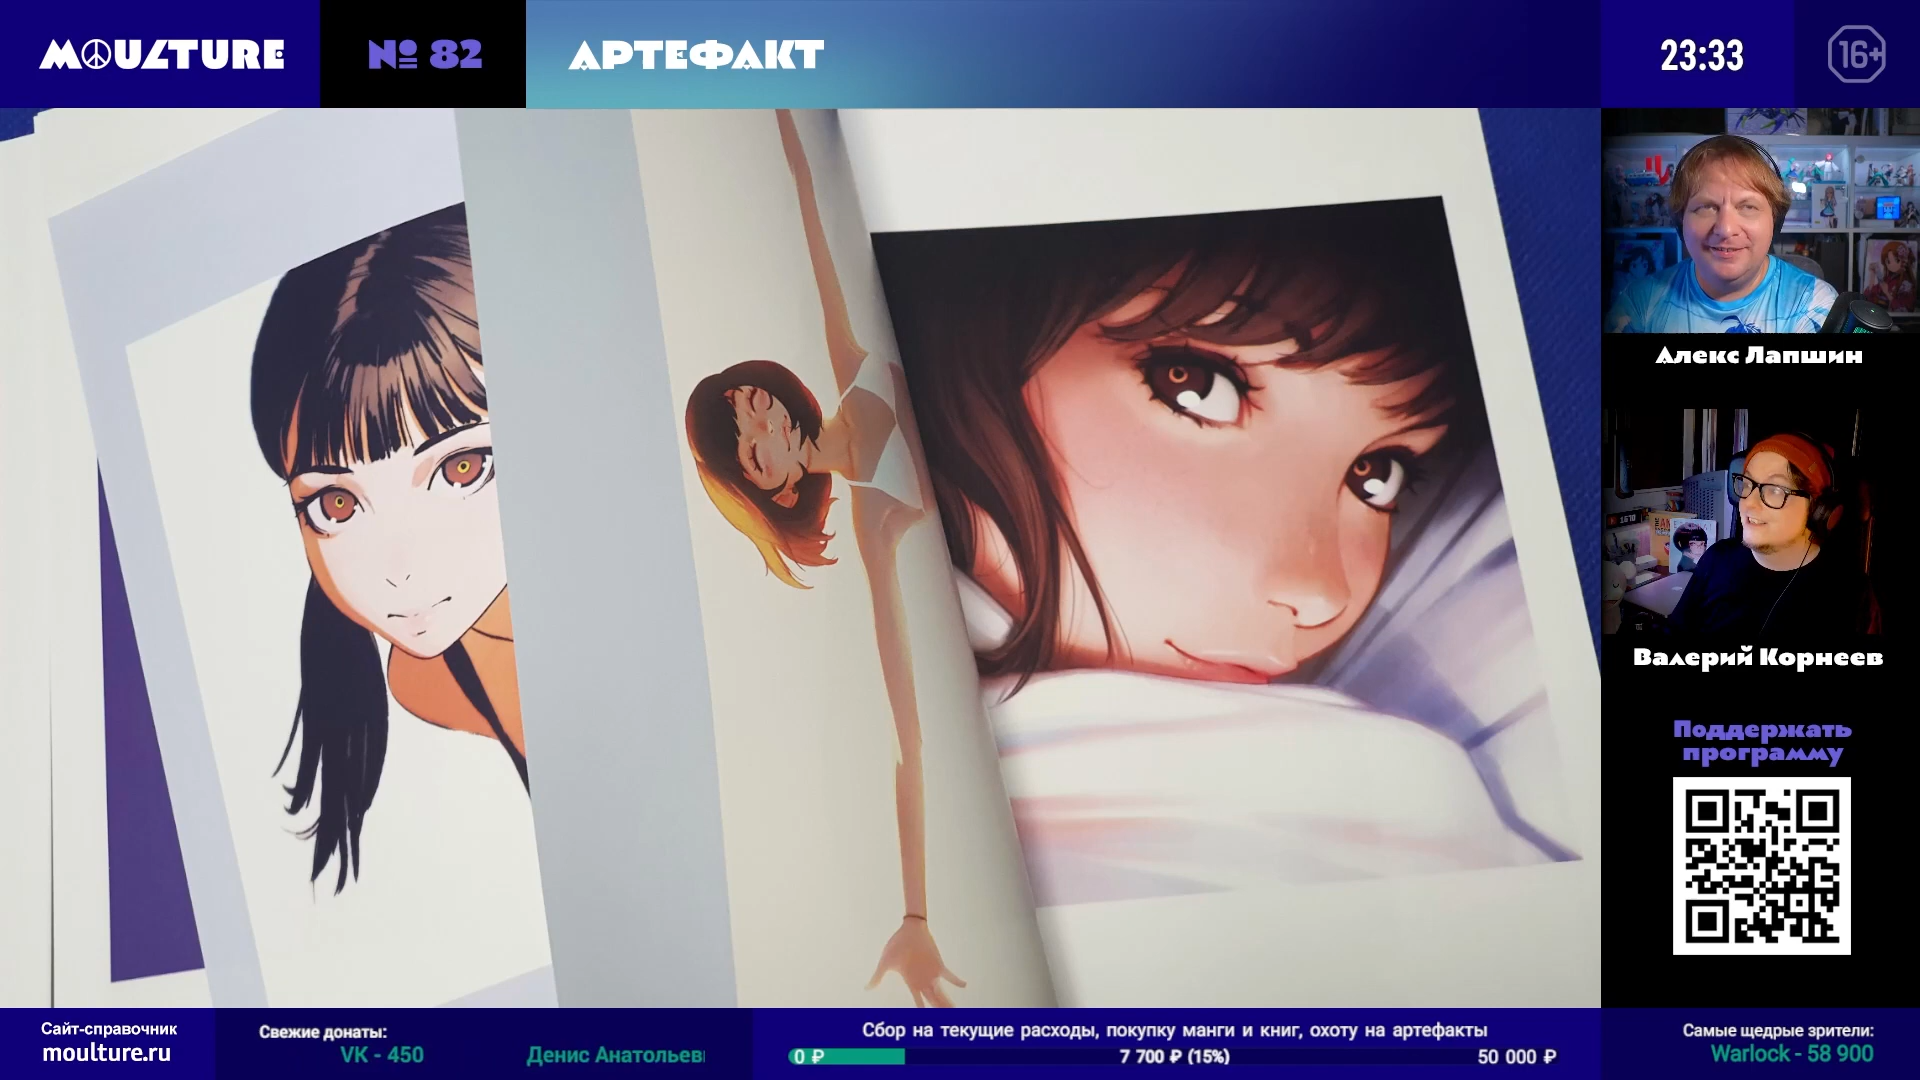 MOULTURE
№ 82
АРТЕФАКТ
23:33
16+
Алекс Лапшин
Валерий Корнеев
Поддержать
программу
Сайт-справочник
moulture.ru
Свежие донаты:
VK - 450
Денис Анатольев
Сбор на текущие расходы, покупку манги и книг, охоту на артефакты
0 ₽
7 700 ₽ (15%)
50 000 ₽
Самые щедрые зрители:
Warlock - 58 900